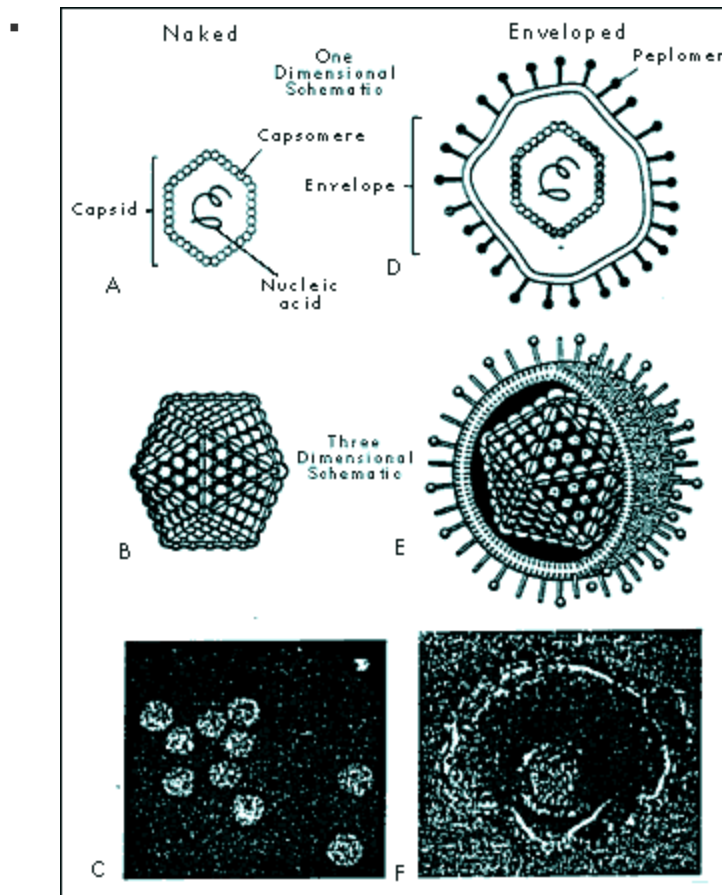 Naked
Enveloped
One
Dimensional
Schematic
Peplomer
Capsomere
Envelope
Capsid
Nucleic
acid
A
D
Three
Dimensional
Schematic
B
E
C
F